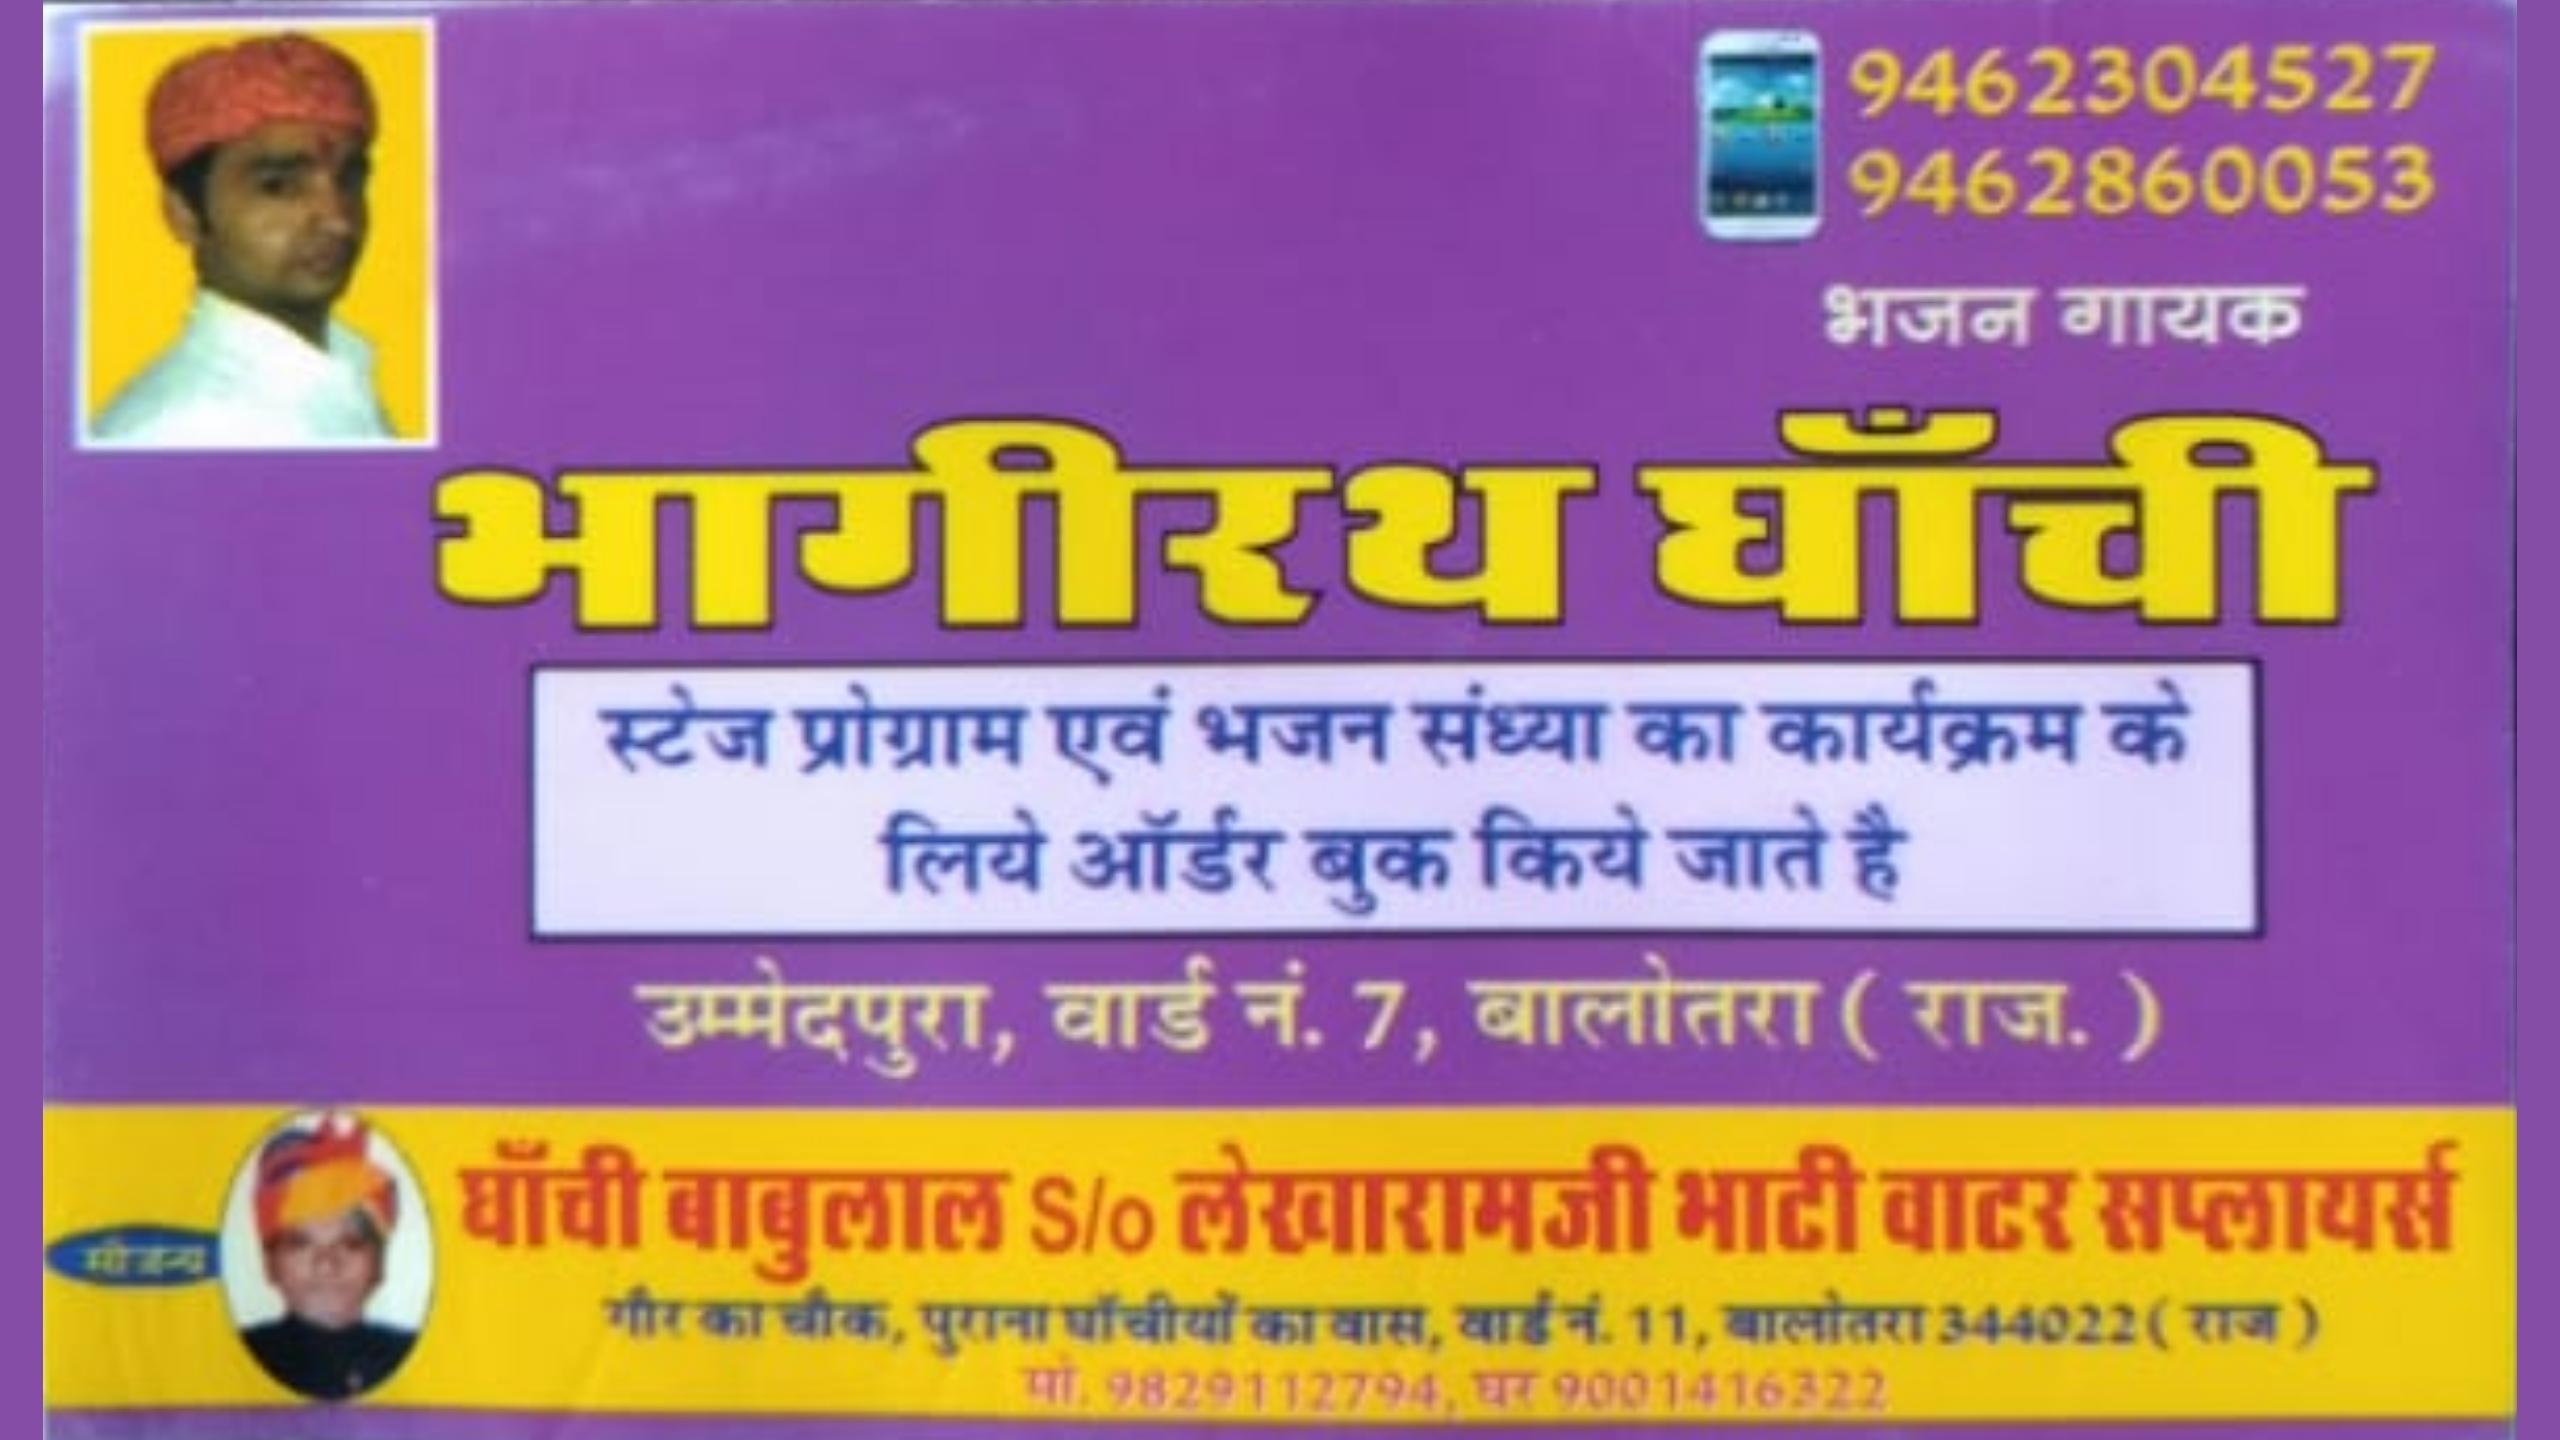 9462304527
9462860053
भजन गायक
भागीरथ घाँची
स्टेज प्रोग्राम एवं भजन संध्या का कार्यक्रम के
लिये ऑर्डर बुक किये जाते है
उम्मेदपुरा, वार्ड नं. 7, बालोतरा ( राज. )
सौजन्य
घाँची बाबुलाल S/o लेखारामजी भाटी वाटर सप्लायर्स
गौर का चौक, पुराना घाँचीयों का वास, वार्ड नं. 11, बालोतरा 344022 ( राज )
मो. 9829112794, घर 9001416322